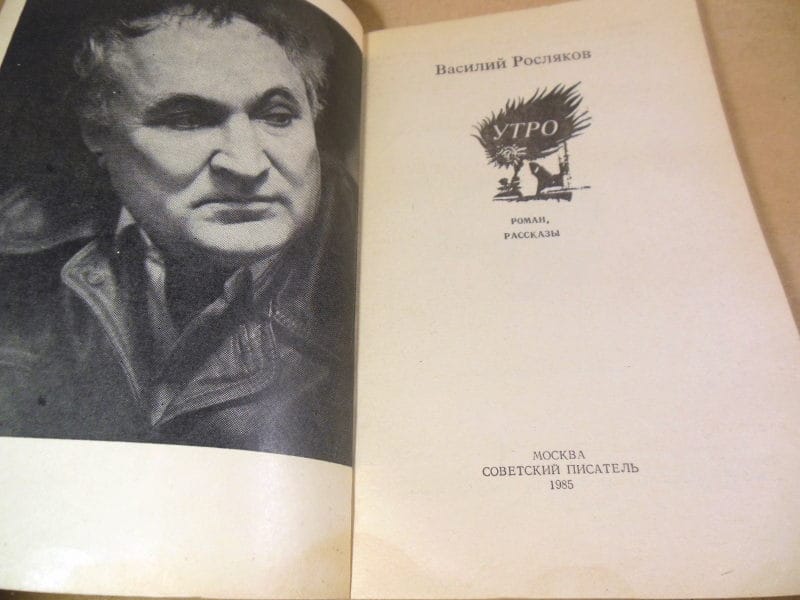 Василий Росляков
УТРО
РОМАН,
РАССКАЗЫ
МОСКВА
СОВЕТСКИЙ ПИСАТЕЛЬ
1985